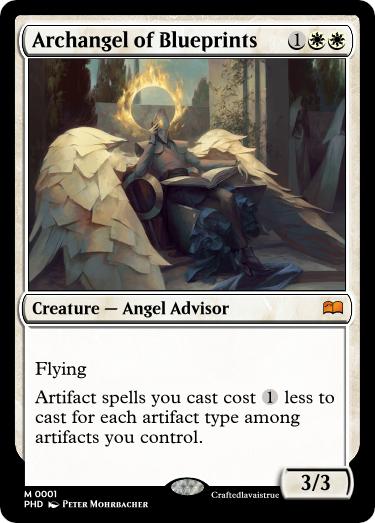 Archangel of Blueprints 1
Creature — Angel Advisor
Flying
Artifact spells you cast cost 1 less to
cast for each artifact type among
artifacts you control.
3/3
M 0001
PHD Peter Mohrbacher
Craftedlavaistrue